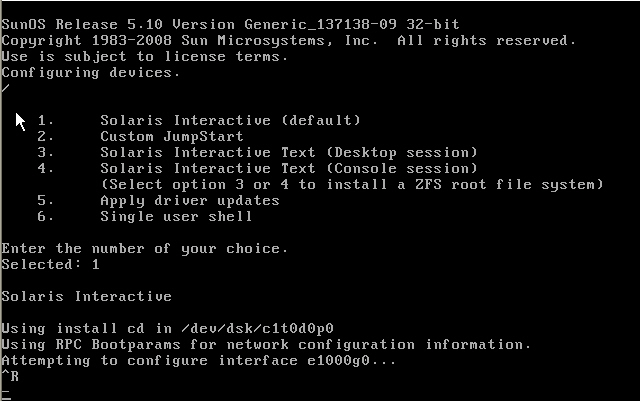 SunOS Release 5.10 Version Generic_137138-09 32-bit
Copyright 1983-2008 Sun Microsystems, Inc.  All rights reserved.
Use is subject to license terms.
Configuring devices.
/
1.      Solaris Interactive (default)
2.      Custom JumpStart
3.      Solaris Interactive Text (Desktop session)
4.      Solaris Interactive Text (Console session)
(Select option 3 or 4 to install a ZFS root file system)
5.      Apply driver updates
6.      Single user shell
Enter the number of your choice.
Selected: 1
Solaris Interactive
Using install cd in /dev/dsk/c1t0d0p0
Using RPC Bootparams for network configuration information.
Attempting to configure interface e1000g0...
^R